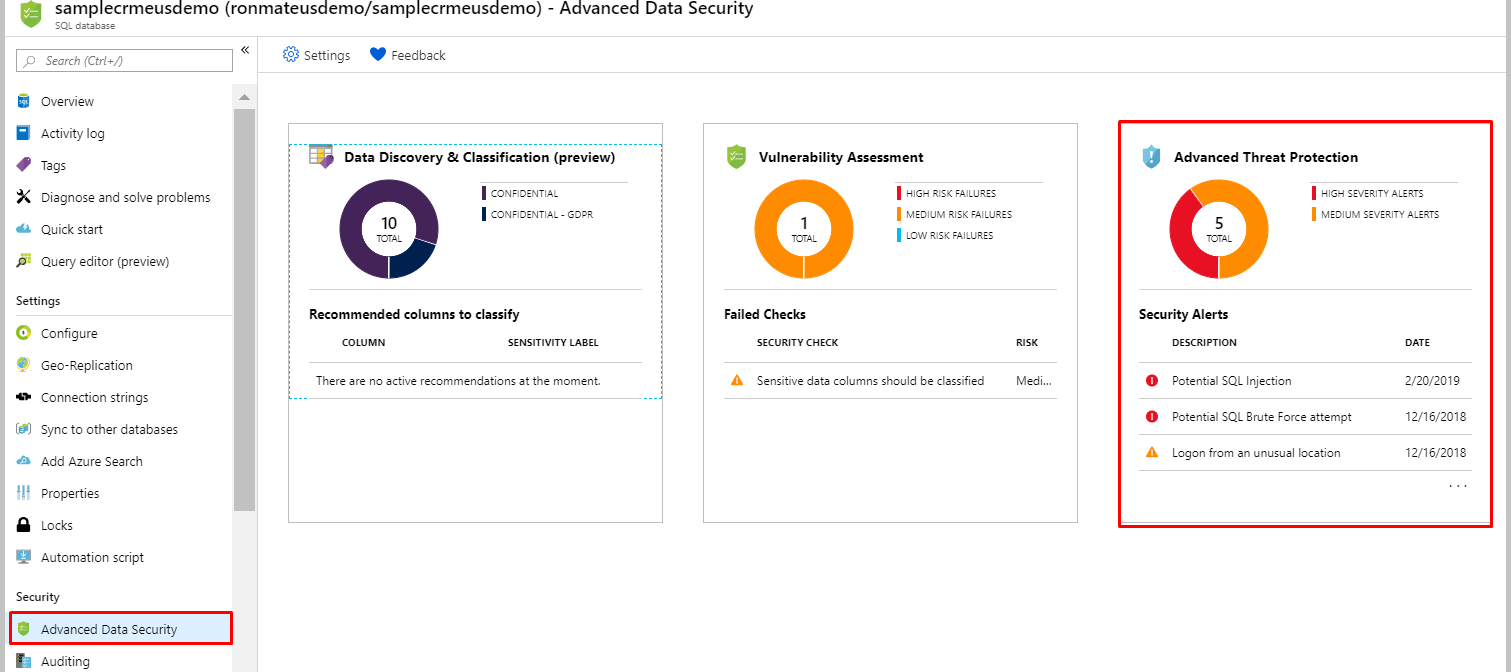 samplecrmeusdemo (ronmateusdemo/samplecrmeusdemo) - Advanced Data Security
SQL database
Search (Ctrl+/)
«
Settings
Feedback
Overview
Activity log
Tags
Diagnose and solve problems
Quick start
Query editor (preview)
Settings
Configure
Geo-Replication
Connection strings
Sync to other databases
Add Azure Search
Properties
Locks
Automation script
Security
Advanced Data Security
Auditing
Data Discovery & Classification (preview)
10
TOTAL
CONFIDENTIAL
CONFIDENTIAL - GDPR
Recommended columns to classify
COLUMN SENSITIVITY LABEL
There are no active recommendations at the moment.
Vulnerability Assessment
1
TOTAL
HIGH RISK FAILURES
MEDIUM RISK FAILURES
LOW RISK FAILURES
Failed Checks
SECURITY CHECK RISK
Sensitive data columns should be classified Medi...
Advanced Threat Protection
5
TOTAL
HIGH SEVERITY ALERTS
MEDIUM SEVERITY ALERTS
Security Alerts
DESCRIPTION DATE
Potential SQL Injection 2/20/2019
Potential SQL Brute Force attempt 12/16/2018
Logon from an unusual location 12/16/2018
...